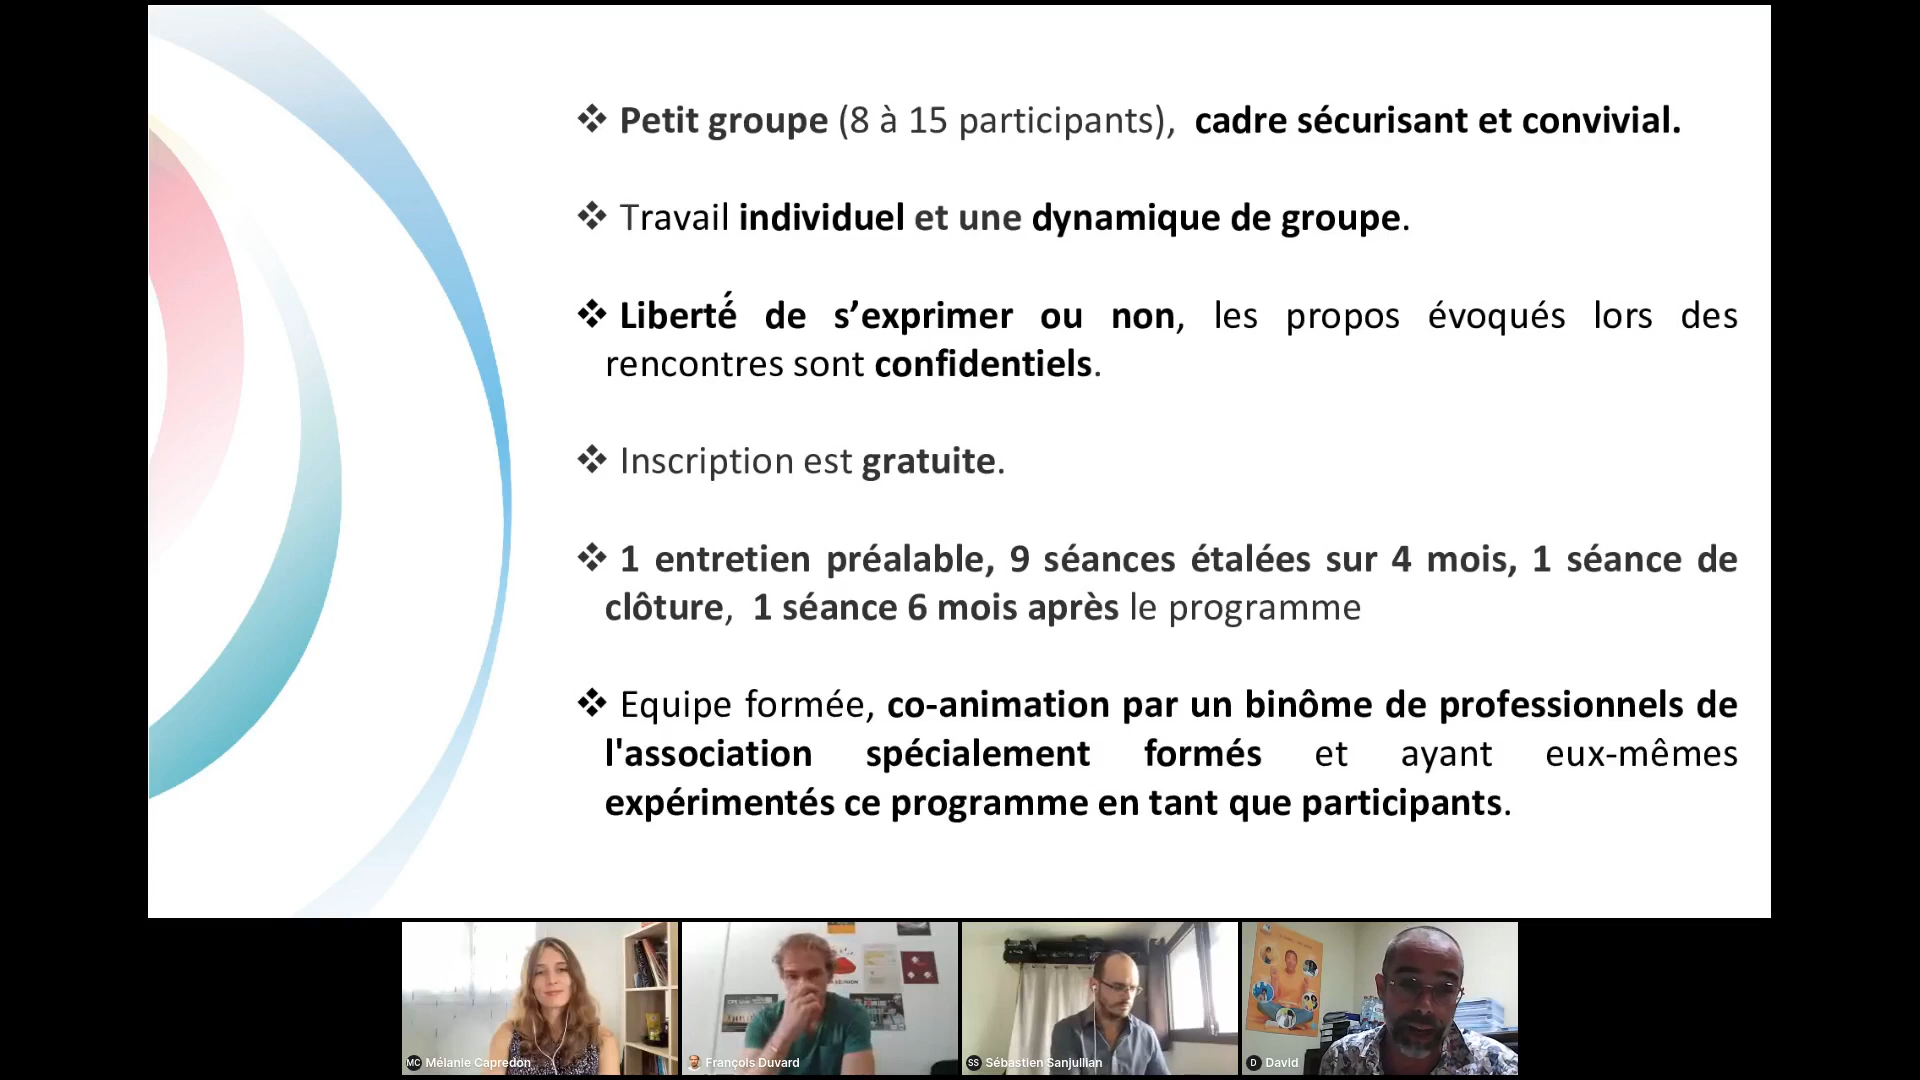 ❖ Petit groupe (8 à 15 participants), cadre sécurisant et convivial.
❖ Travail individuel et une dynamique de groupe.
❖ Liberté́ de s’exprimer ou non, les propos évoqués lors des
rencontres sont confidentiels.
❖ Inscription est gratuite.
❖ 1 entretien préalable, 9 séances étalées sur 4 mois, 1 séance de
clôture, 1 séance 6 mois après le programme
❖ Equipe formée, co-animation par un binôme de professionnels de
l'association spécialement formés et ayant eux-mêmes
expérimentés ce programme en tant que participants.
MC Mélanie Capredon
François Duvard
SS Sébastien Sanjullian
D David